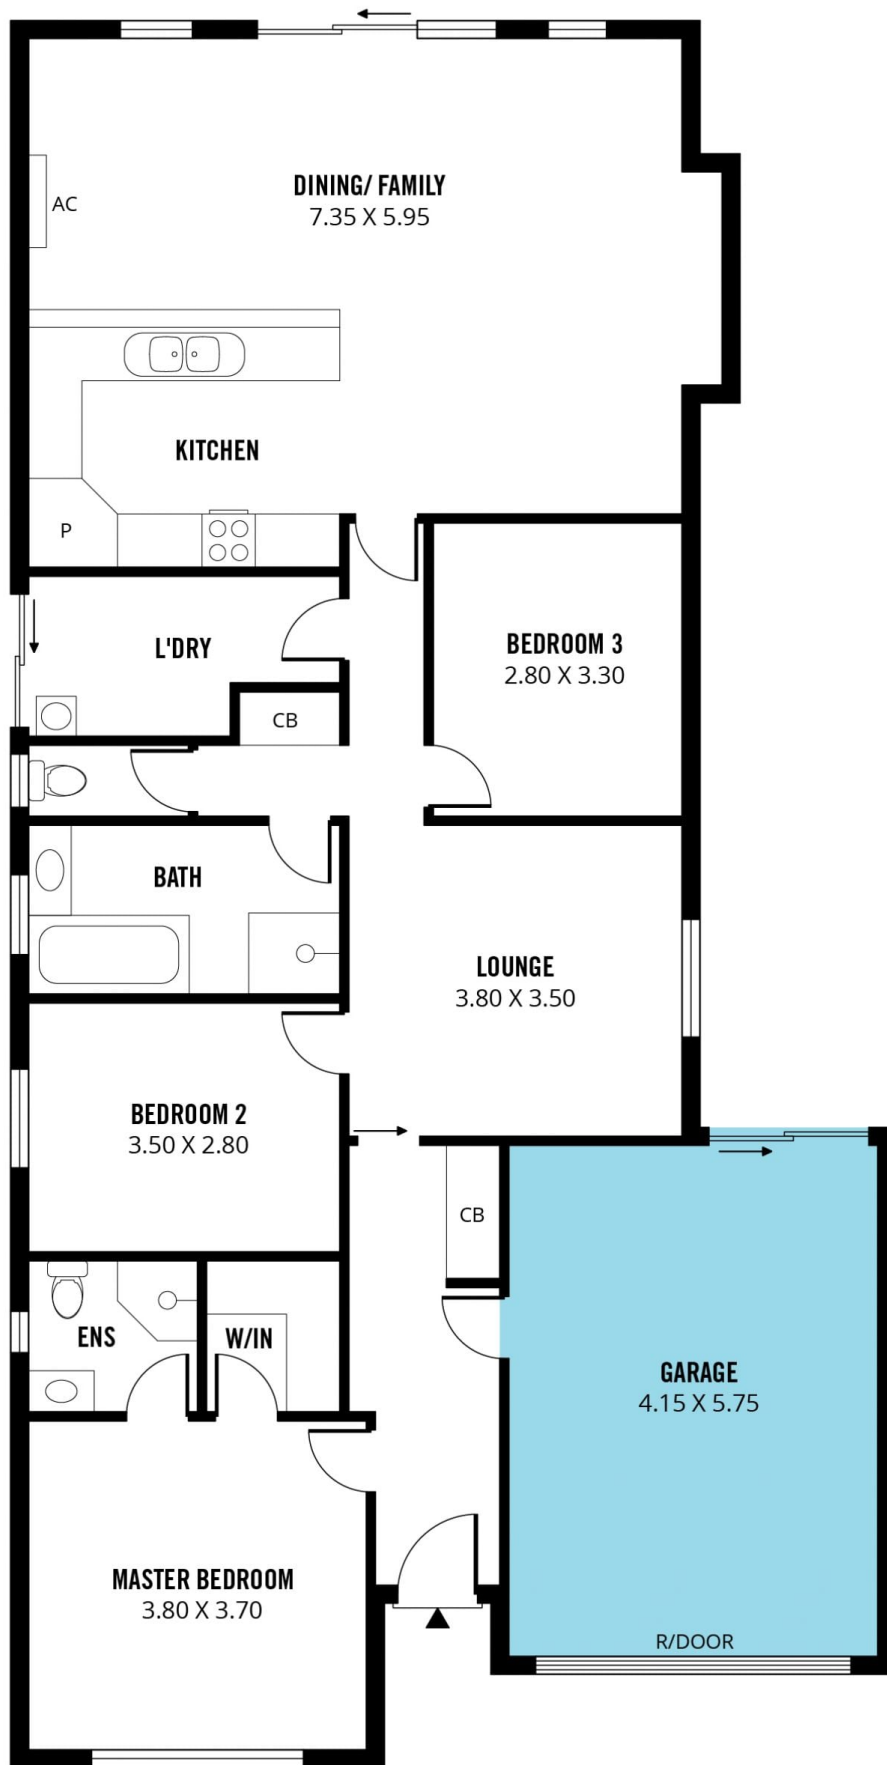 DINING/ FAMILY
7.35 X 5.95
AC
KITCHEN
P
L'DRY
BEDROOM 3
2.80 X 3.30
CB
BATH
LOUNGE
3.80 X 3.50
BEDROOM 2
3.50 X 2.80
CB
ENS
W/IN
GARAGE
4.15 X 5.75
MASTER BEDROOM
3.80 X 3.70
R/DOOR